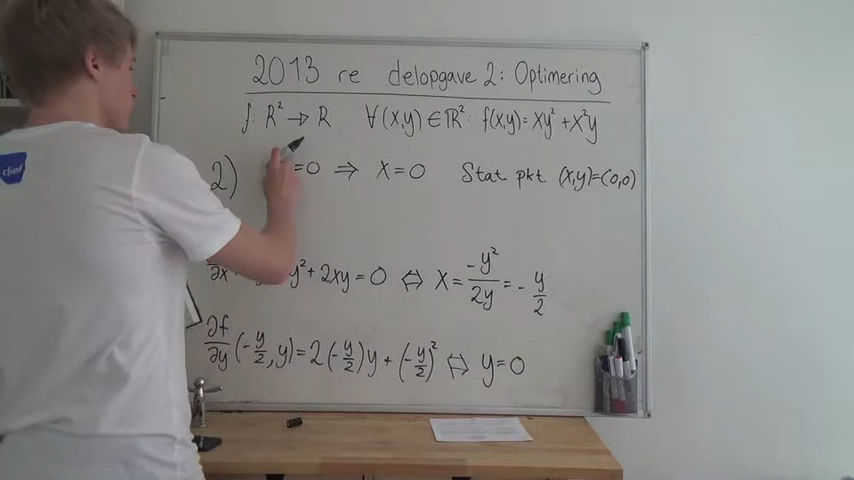 2013 re delopgave 2: Optimering
f: R² → R ∀(x,y) ∈ ℝ²: f(x,y) = xy² + x²y
2) =0 ⇒ x=0 Stat. pkt. (x,y)=(0,0)
∂x y² + 2xy = 0 ⇔ x = -y²/2y = - y/2
∂f/∂y (-y/2, y) = 2(-y/2)y + (-y/2)² ⇔ y=0